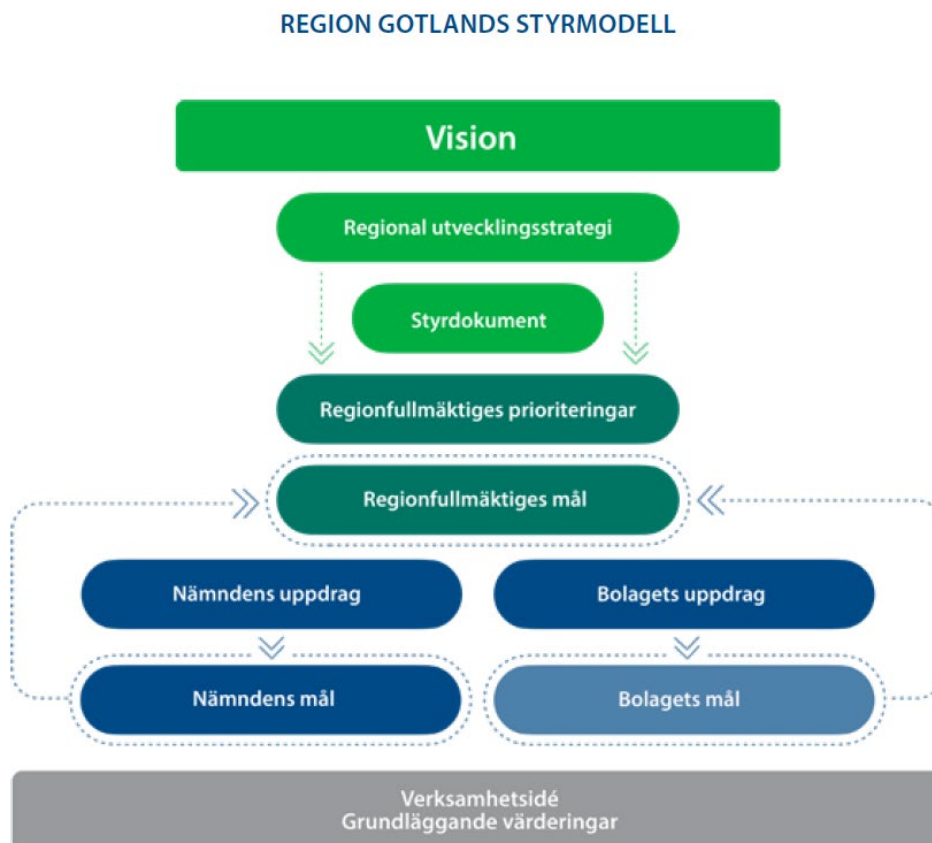 REGION GOTLANDS STYRMODELL
Vision
Regional utvecklingsstrategi
Styrdokument
Regionfullmäktiges prioriteringar
Regionfullmäktiges mål
Nämndens uppdrag
Bolagets uppdrag
Nämndens mål
Bolagets mål
Verksamhetsidé
Grundläggande värderingar